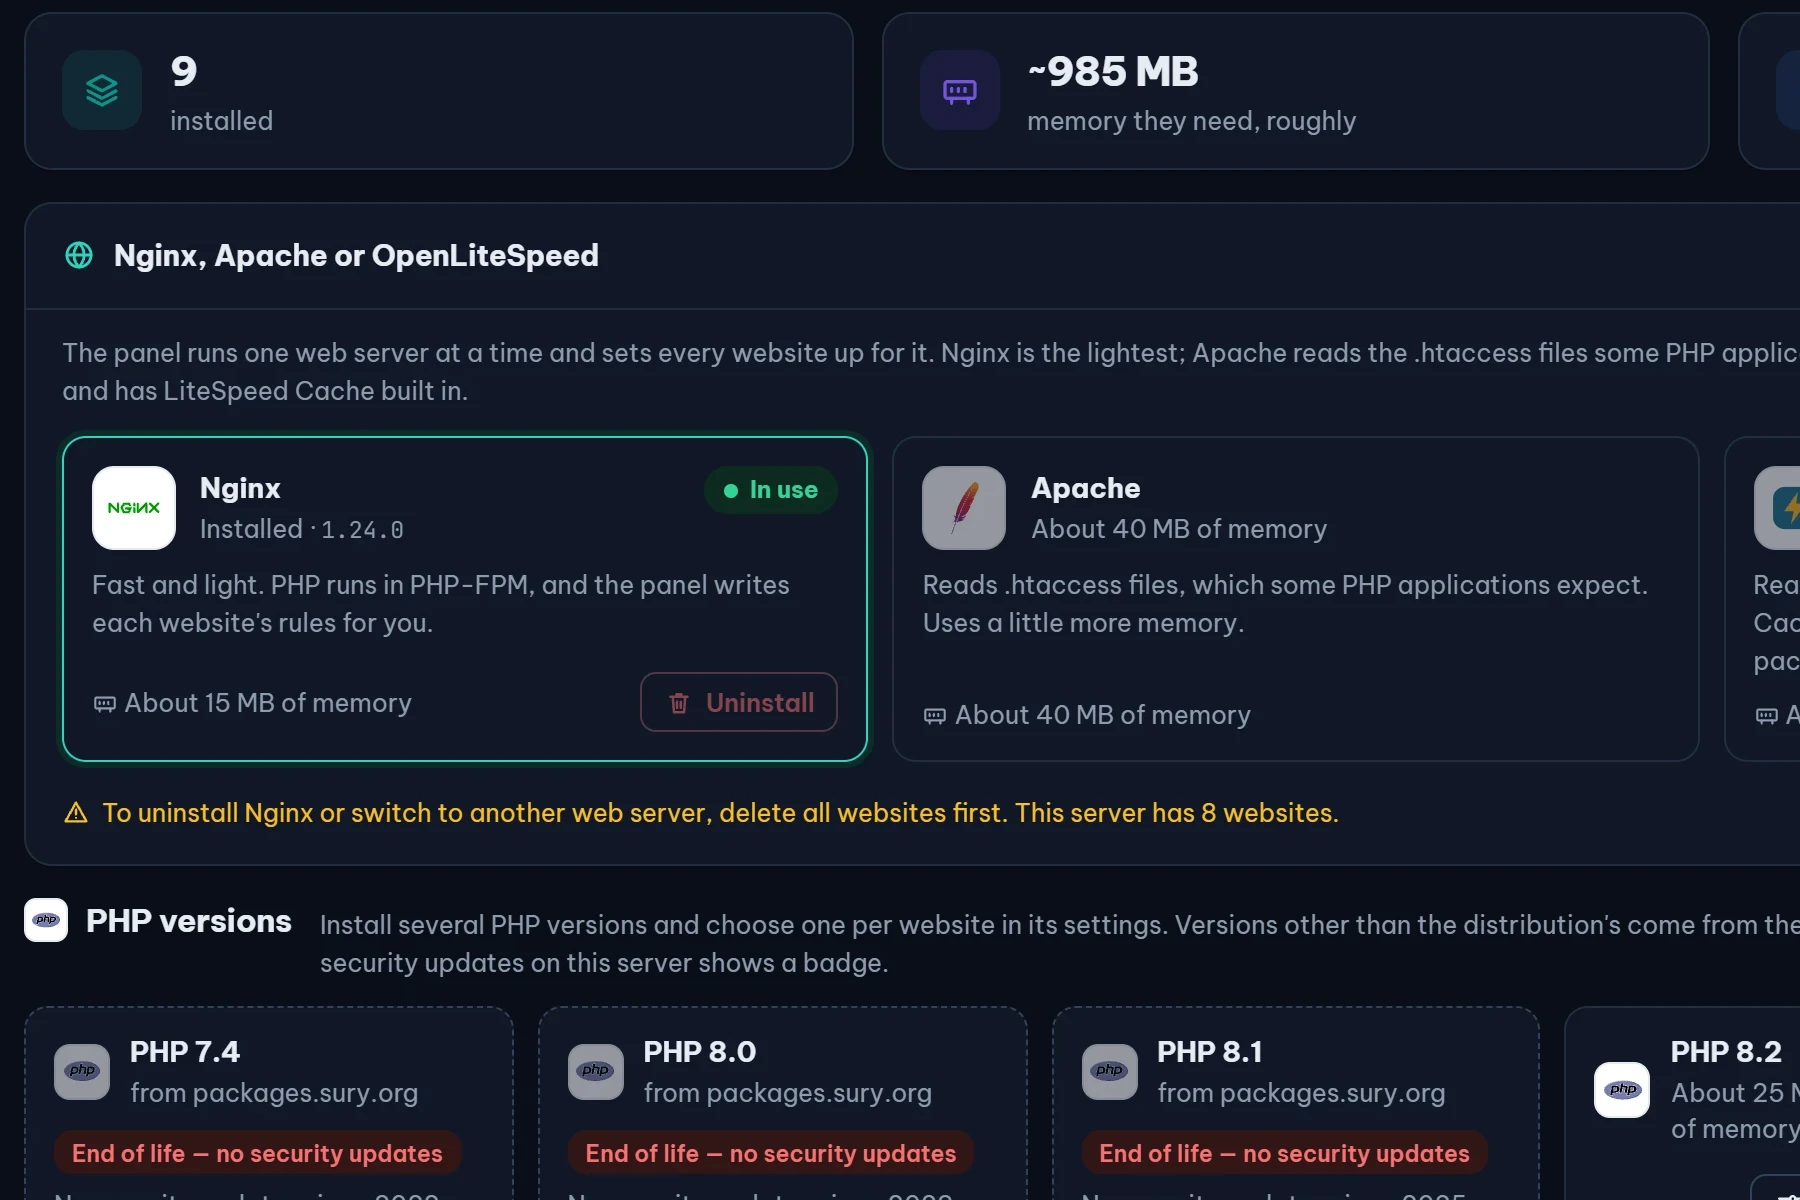 9
installed
~985 MB
memory they need, roughly
Nginx, Apache or OpenLiteSpeed
The panel runs one web server at a time and sets every website up for it. Nginx is the lightest; Apache reads the .htaccess files some PHP applic
and has LiteSpeed Cache built in.
NGINX
Nginx
In use
Installed · 1.24.0
Fast and light. PHP runs in PHP-FPM, and the panel writes
each website's rules for you.
About 15 MB of memory
Uninstall
Apache
About 40 MB of memory
Reads .htaccess files, which some PHP applications expect.
Uses a little more memory.
About 40 MB of memory
Rea
Cac
pac
A
To uninstall Nginx or switch to another web server, delete all websites first. This server has 8 websites.
php
PHP versions
Install several PHP versions and choose one per website in its settings. Versions other than the distribution's come from the
security updates on this server shows a badge.
php
PHP 7.4
from packages.sury.org
End of life — no security updates
php
PHP 8.0
from packages.sury.org
End of life — no security updates
php
PHP 8.1
from packages.sury.org
End of life — no security updates
php
PHP 8.2
About 25 M
of memory